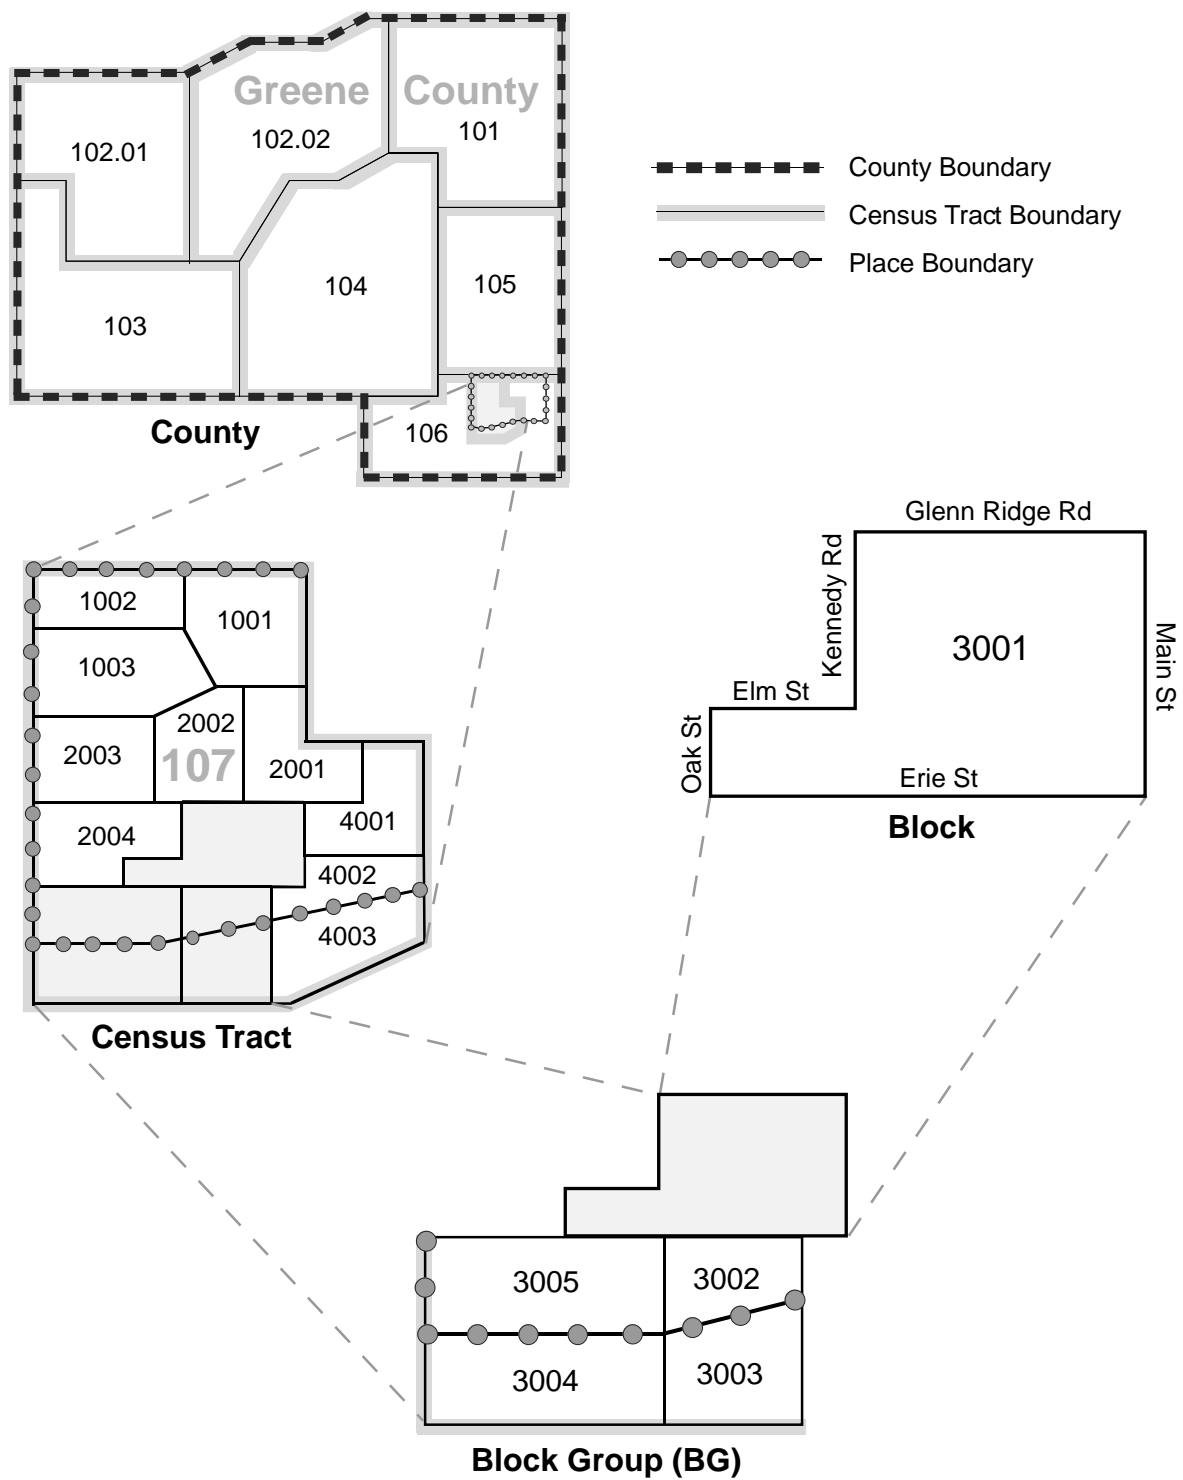 Greene County
102.01
102.02
101
103
104
105
106
County
County Boundary
Census Tract Boundary
Place Boundary
1002
1001
1003
2003
2002
107
2001
2004
4001
4002
4003
Census Tract
Glenn Ridge Rd
Kennedy Rd
3001
Main St
Elm St
Oak St
Erie St
Block
3005
3002
3004
3003
Block Group (BG)